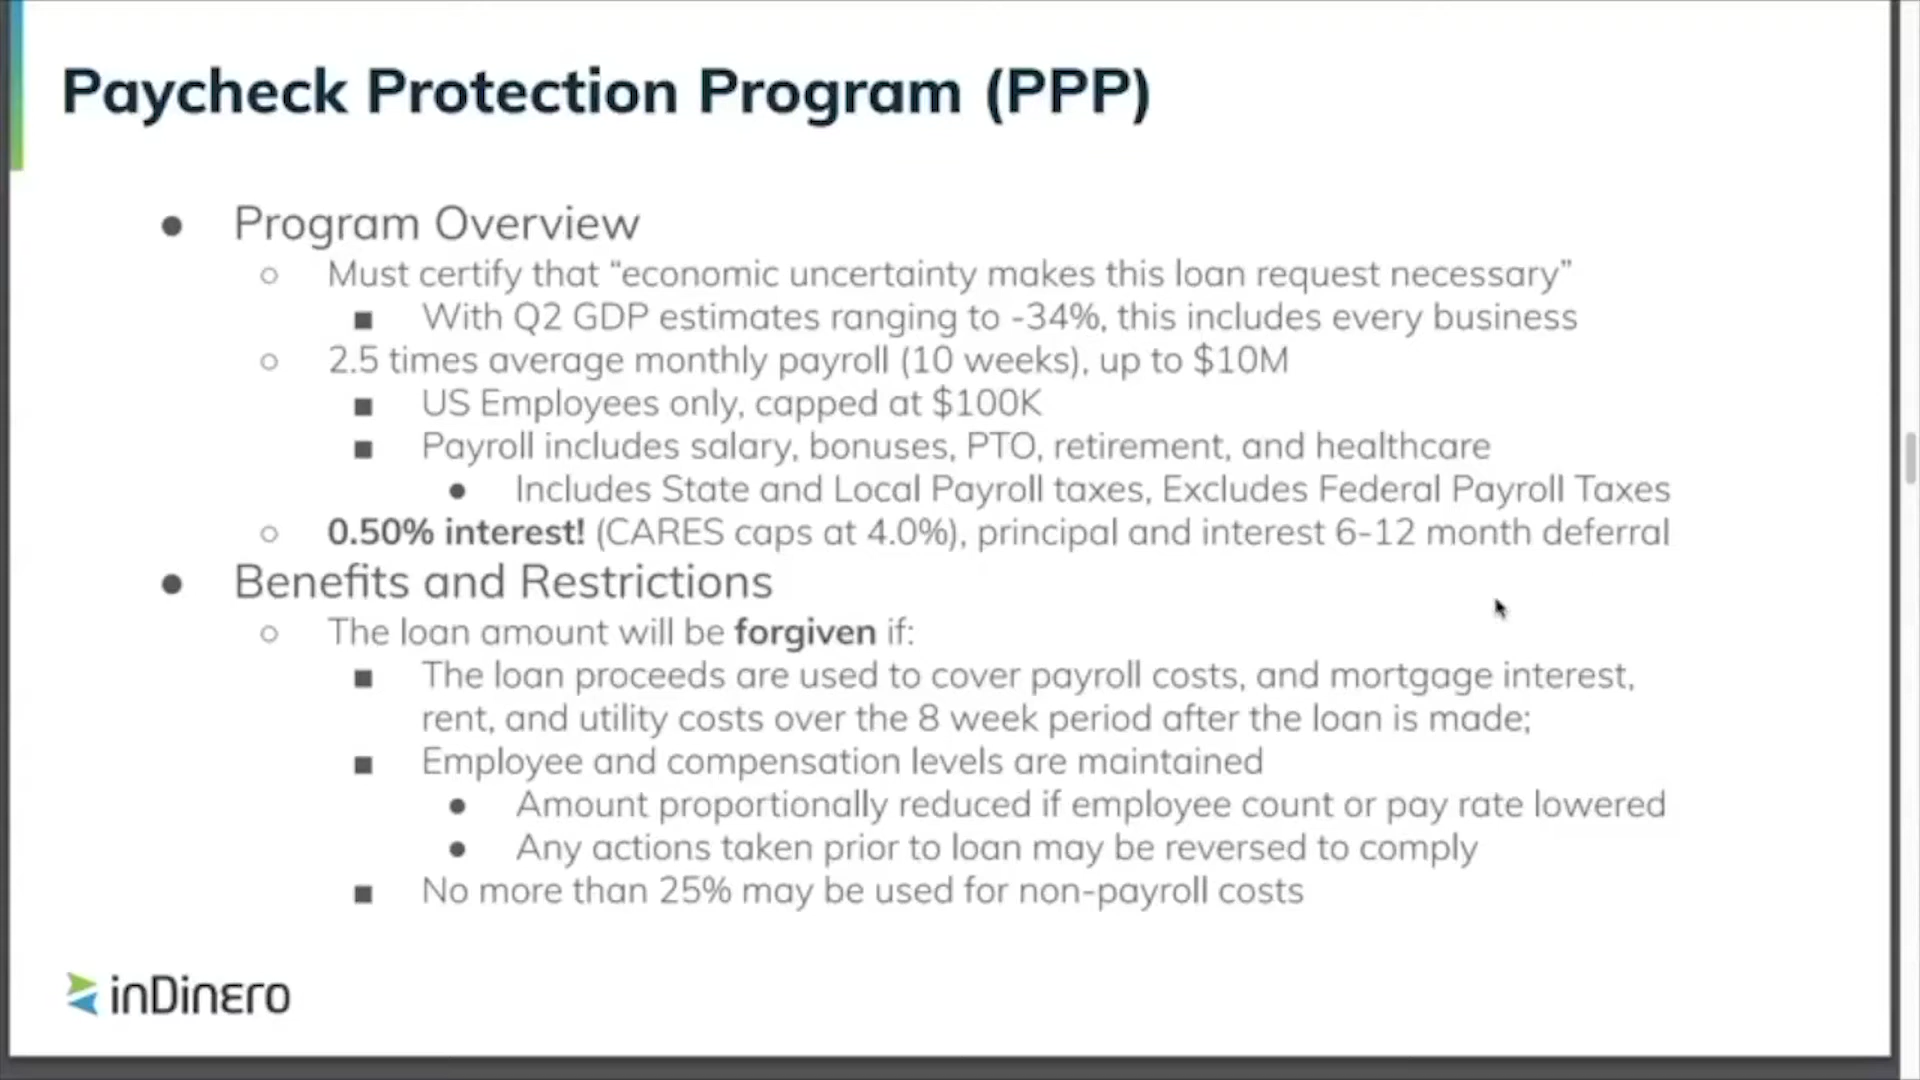 Paycheck Protection Program (PPP)
● Program Overview
○ Must certify that “economic uncertainty makes this loan request necessary”
■ With Q2 GDP estimates ranging to -34%, this includes every business
○ 2.5 times average monthly payroll (10 weeks), up to $10M
■ US Employees only, capped at $100K
■ Payroll includes salary, bonuses, PTO, retirement, and healthcare
● Includes State and Local Payroll taxes, Excludes Federal Payroll Taxes
○ 0.50% interest! (CARES caps at 4.0%), principal and interest 6-12 month deferral
● Benefits and Restrictions
○ The loan amount will be forgiven if:
■ The loan proceeds are used to cover payroll costs, and mortgage interest,
rent, and utility costs over the 8 week period after the loan is made;
■ Employee and compensation levels are maintained
● Amount proportionally reduced if employee count or pay rate lowered
● Any actions taken prior to loan may be reversed to comply
■ No more than 25% may be used for non-payroll costs
inDinero